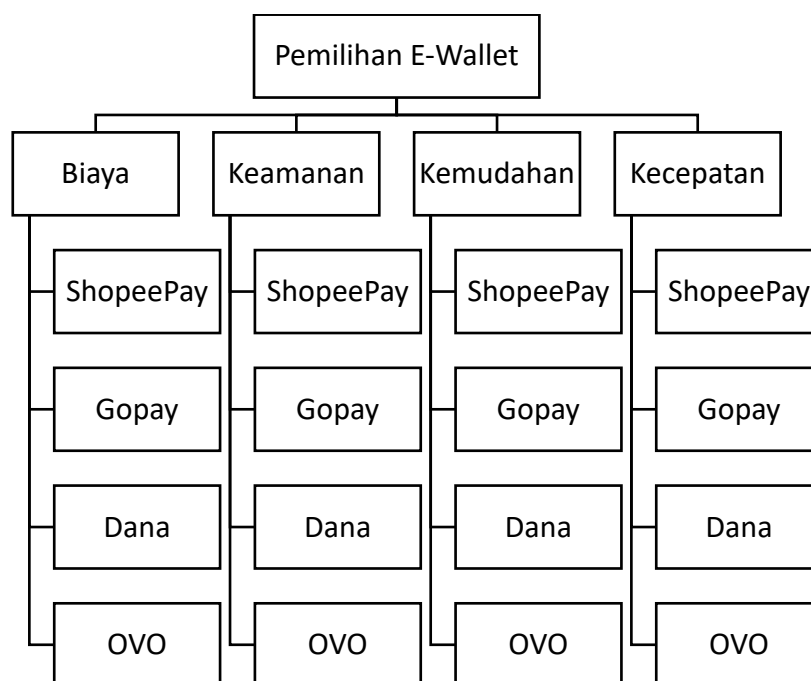 Pemilihan E-Wallet
Biaya
Keamanan
Kemudahan
Kecepatan
ShopeePay
ShopeePay
ShopeePay
ShopeePay
Gopay
Gopay
Gopay
Gopay
Dana
Dana
Dana
Dana
OVO
OVO
OVO
OVO